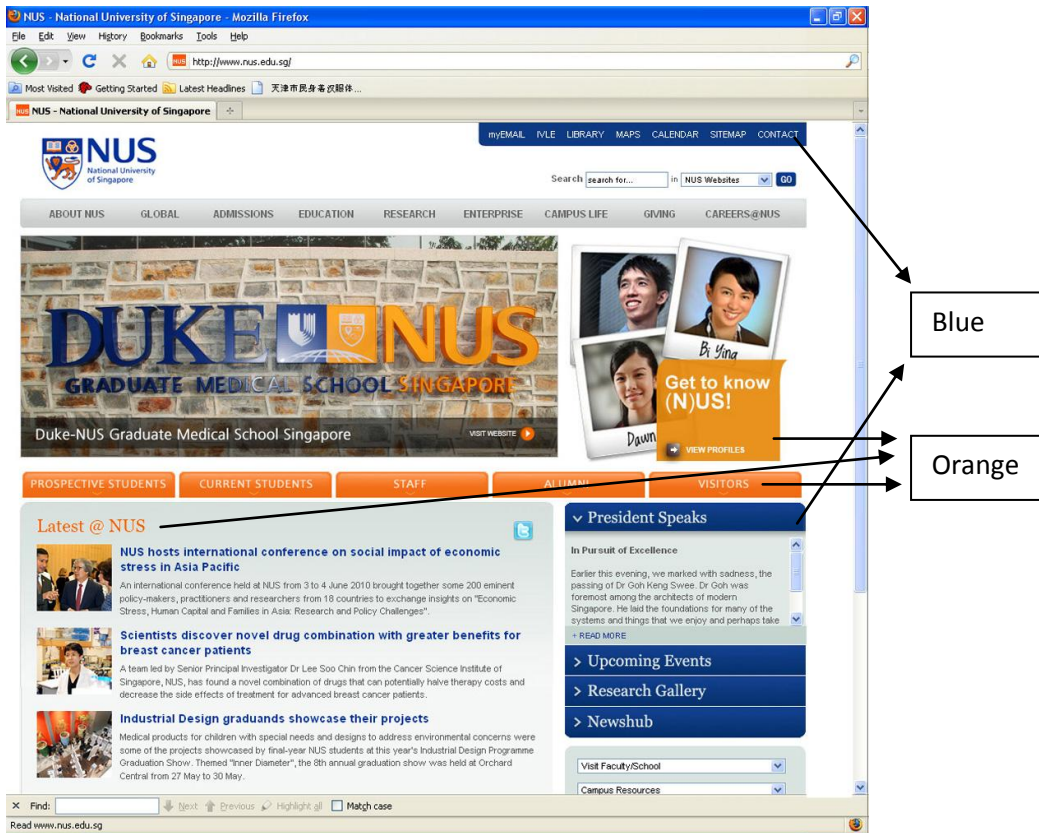 NUS - National University of Singapore - Mozilla Firefox
File Edit View History Bookmarks Tools Help
NUS http://www.nus.edu.sg/
Most Visited Getting Started Latest Headlines 天津市民身着汉服体...
NUS NUS - National University of Singapore
myEMAIL IVLE LIBRARY MAPS CALENDAR SITEMAP CONTACT
NUS
National University
of Singapore
Search search for... in NUS Websites GO
ABOUT NUS GLOBAL ADMISSIONS EDUCATION RESEARCH ENTERPRISE CAMPUS LIFE GIVING CAREERS@NUS
DUKE NUS
GRADUATE MEDICAL SCHOOL SINGAPORE
Duke-NUS Graduate Medical School Singapore
VISIT WEBSITE
Bi Ying
Dawn
Get to know
(N)US!
VIEW PROFILES
Blue
Orange
PROSPECTIVE STUDENTS CURRENT STUDENTS STAFF ALUMNI VISITORS
Latest @ NUS
NUS hosts international conference on social impact of economic
stress in Asia Pacific
An international conference held at NUS from 3 to 4 June 2010 brought together some 200 eminent
policy-makers, practitioners and researchers from 18 countries to exchange insights on "Economic
Stress, Human Capital and Families in Asia: Research and Policy Challenges".
Scientists discover novel drug combination with greater benefits for
breast cancer patients
A team led by Senior Principal Investigator Dr Lee Soo Chin from the Cancer Science Institute of
Singapore, NUS, has found a novel combination of drugs that can potentially halve therapy costs and
decrease the side effects of treatment for advanced breast cancer patients.
Industrial Design graduands showcase their projects
Medical products for children with special needs and designs to address environmental concerns were
some of the projects showcased by final-year NUS students at this year's Industrial Design Programme
Graduation Show. Themed "Inner Diameter", the 8th annual graduation show was held at Orchard
Central from 27 May to 30 May.
President Speaks
In Pursuit of Excellence
Earlier this evening, we marked with sadness, the
passing of Dr Goh Keng Swee. Dr Goh was
foremost among the architects of modern
Singapore. He laid the foundations for many of the
systems and things that we enjoy and perhaps take
+ READ MORE
> Upcoming Events
> Research Gallery
> Newshub
Visit Faculty/School
Campus Resources
× Find: Next Previous Highlight all Match case
Read www.nus.edu.sg